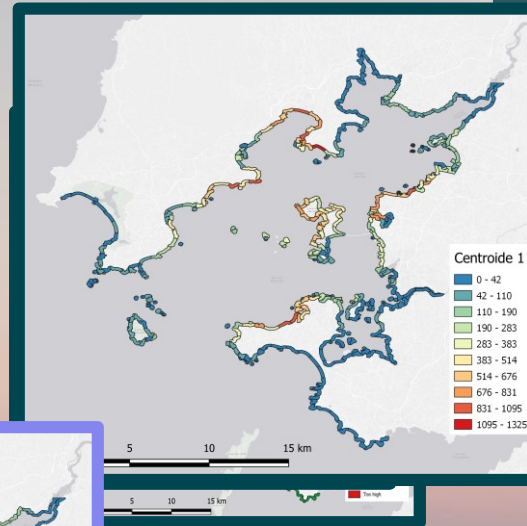 Centroide 1
0 - 42
42 - 110
110 - 190
190 - 283
283 - 383
383 - 514
514 - 676
676 - 831
831 - 1095
1095 - 1325
5 10 15 km
5 10 15 km
Too high